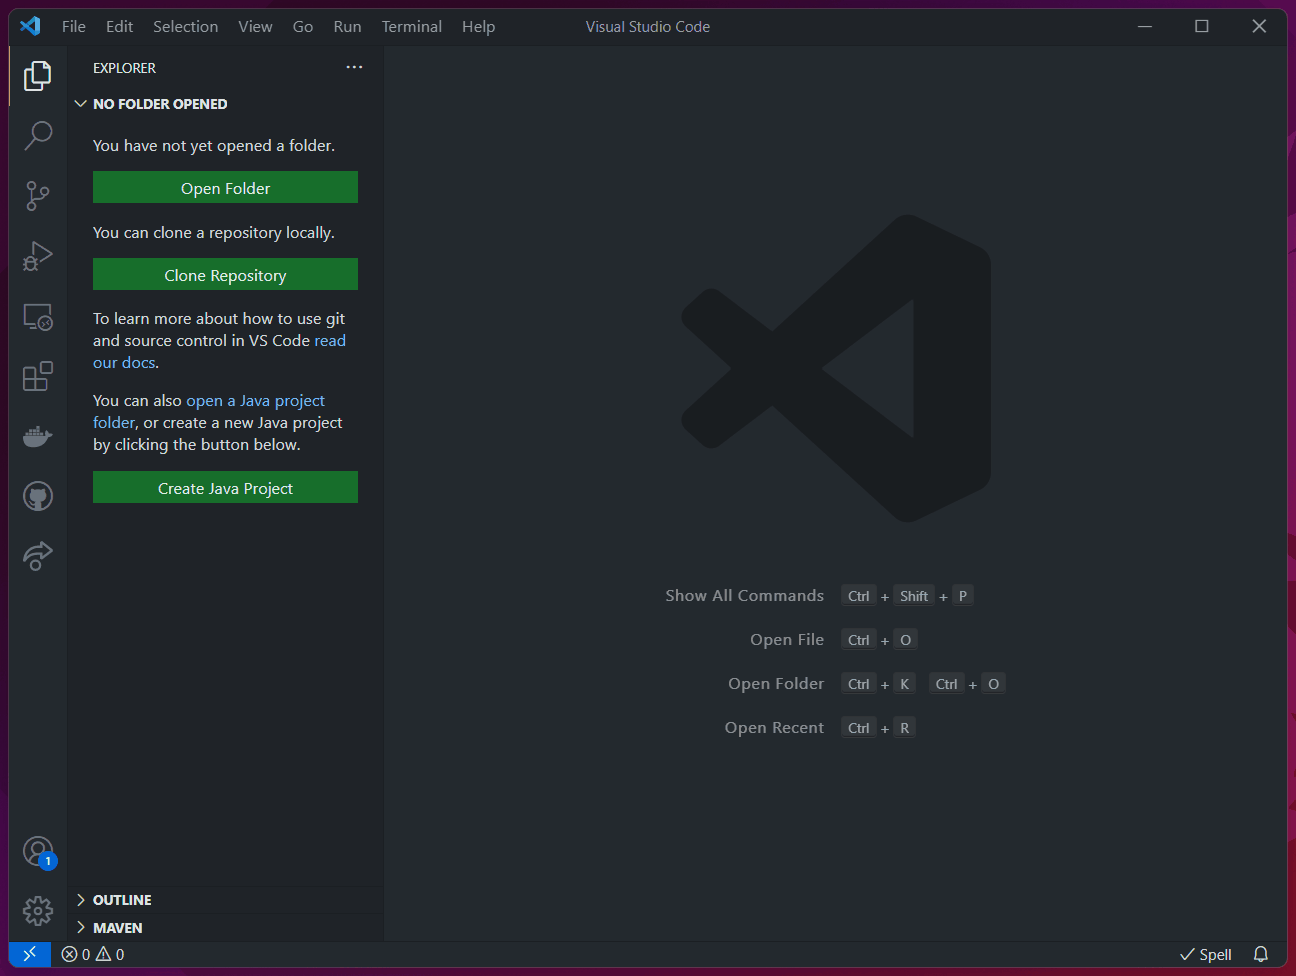 File Edit Selection View Go Run Terminal Help Visual Studio Code
EXPLORER
NO FOLDER OPENED
You have not yet opened a folder.
Open Folder
You can clone a repository locally.
Clone Repository
To learn more about how to use git
and source control in VS Code read
our docs.
You can also open a Java project
folder, or create a new Java project
by clicking the button below.
Create Java Project
Show All Commands Ctrl + Shift + P
Open File Ctrl + O
Open Folder Ctrl + K Ctrl + O
Open Recent Ctrl + R
1
OUTLINE
MAVEN
0 0 Spell